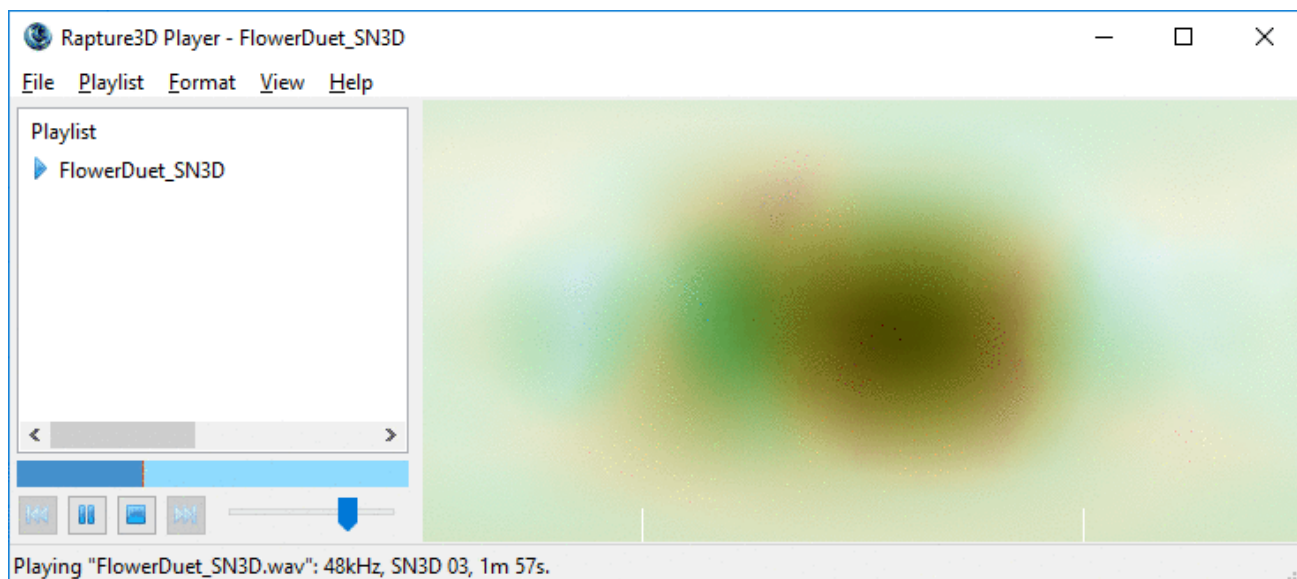 Rapture3D Player - FlowerDuet_SN3D
File Playlist Format View Help
Playlist
FlowerDuet_SN3D
Playing "FlowerDuet_SN3D.wav": 48kHz, SN3D 03, 1m 57s.